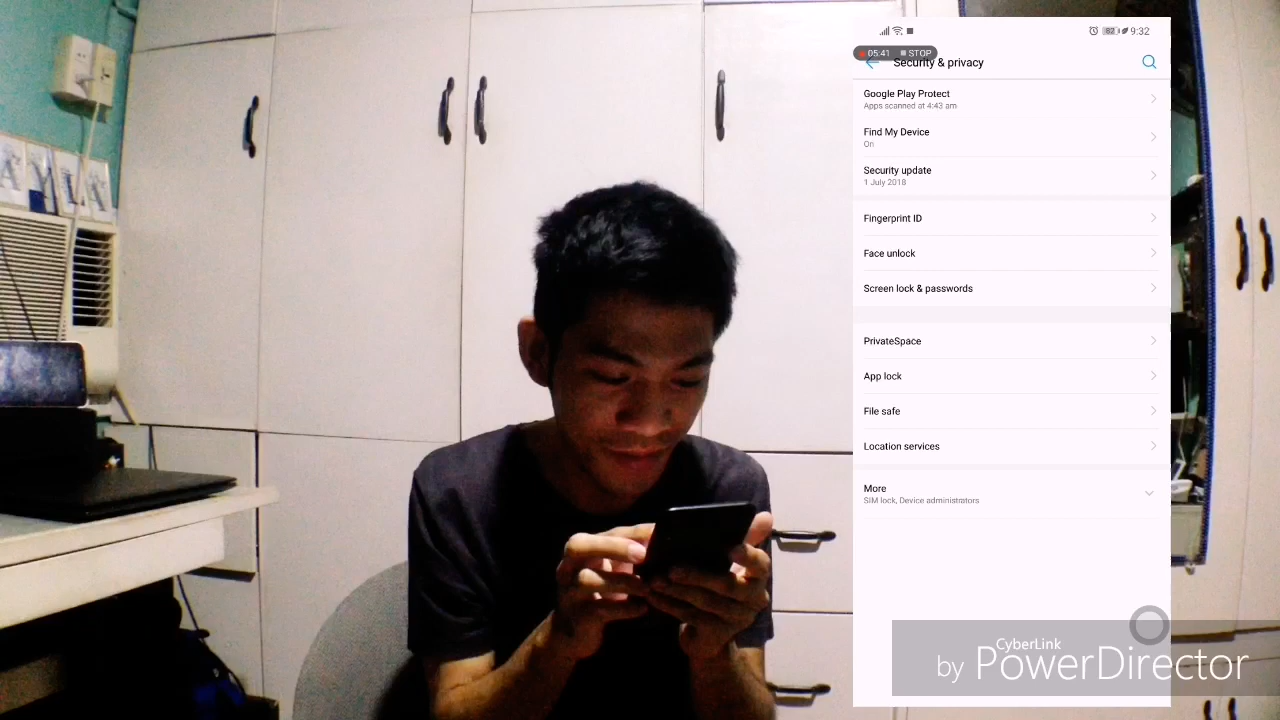 9:32
82
05:41 STOP
Security & privacy
Google Play Protect
Apps scanned at 4:43 am
Find My Device
On
Security update
1 July 2018
Fingerprint ID
Face unlock
Screen lock & passwords
PrivateSpace
App lock
File safe
Location services
More
SIM lock, Device administrators
CyberLink
by PowerDirector